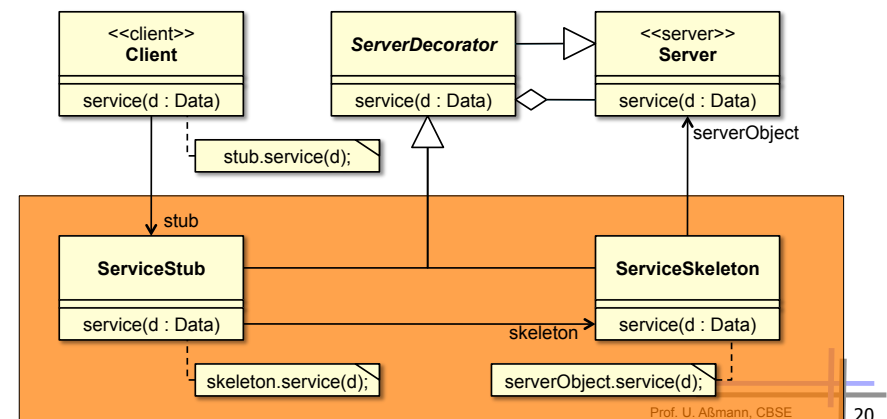 <<client>>
Client
service(d : Data)
ServerDecorator
service(d : Data)
<<server>>
Server
service(d : Data)
serverObject
stub.service(d);
stub
ServiceStub
service(d : Data)
skeleton
ServiceSkeleton
service(d : Data)
skeleton.service(d);
serverObject.service(d);
Prof. U. Aßmann, CBSE
20